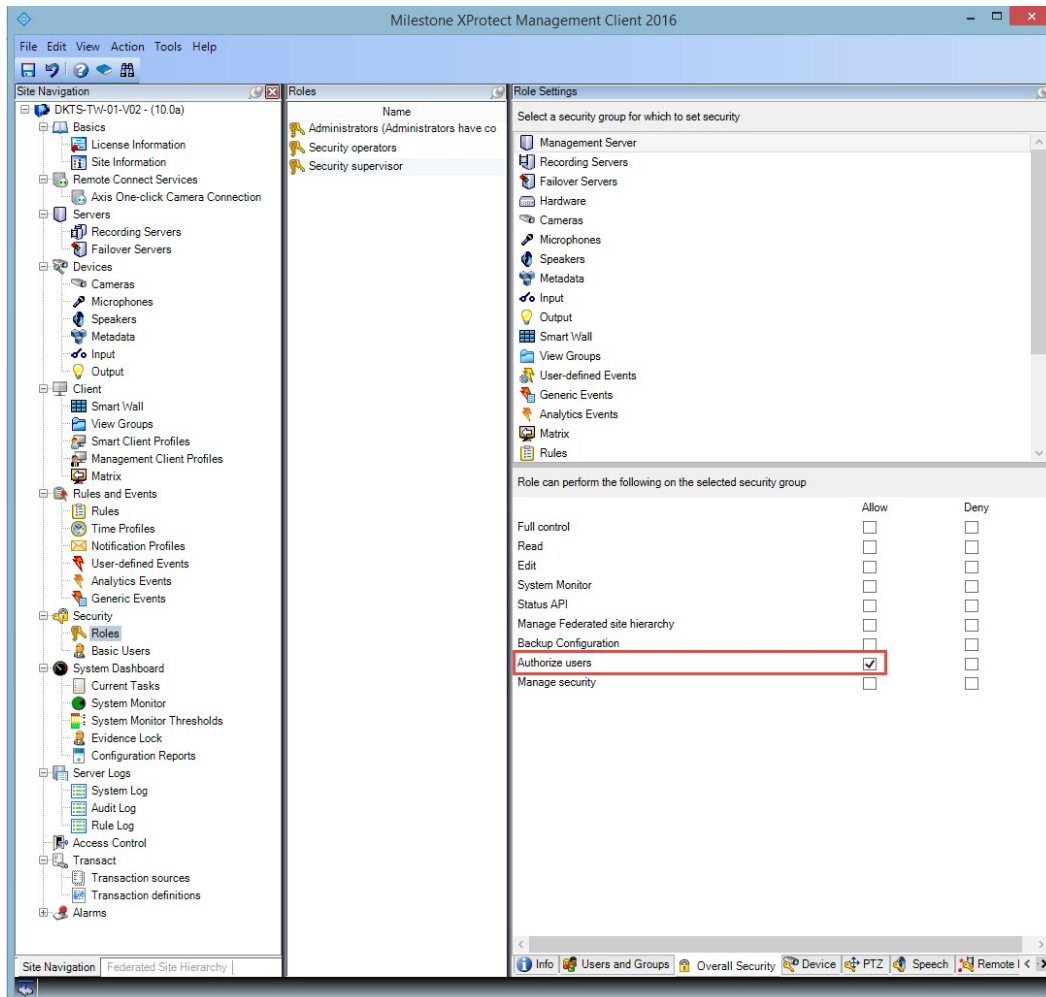 Milestone XProtect Management Client 2016
File Edit View Action Tools Help
Site Navigation
DKTS-TW-01-V02 - (10.0a)
Basics
License Information
Site Information
Remote Connect Services
Axis One-click Camera Connection
Servers
Recording Servers
Failover Servers
Devices
Cameras
Microphones
Speakers
Metadata
Input
Output
Client
Smart Wall
View Groups
Smart Client Profiles
Management Client Profiles
Matrix
Rules and Events
Rules
Time Profiles
Notification Profiles
User-defined Events
Analytics Events
Generic Events
Security
Roles
Basic Users
System Dashboard
Current Tasks
System Monitor
System Monitor Thresholds
Evidence Lock
Configuration Reports
Server Logs
System Log
Audit Log
Rule Log
Access Control
Transact
Transaction sources
Transaction definitions
Alarms
Site Navigation Federated Site Hierarchy
Roles
Name
Administrators (Administrators have co
Security operators
Security supervisor
Role Settings
Select a security group for which to set security
Management Server
Recording Servers
Failover Servers
Hardware
Cameras
Microphones
Speakers
Metadata
Input
Output
Smart Wall
View Groups
User-defined Events
Generic Events
Analytics Events
Matrix
Rules
Role can perform the following on the selected security group
Allow Deny
Full control
Read
Edit
System Monitor
Status API
Manage Federated site hierarchy
Backup Configuration
Authorize users
Manage security
Info Users and Groups Overall Security Device PTZ Speech Remote